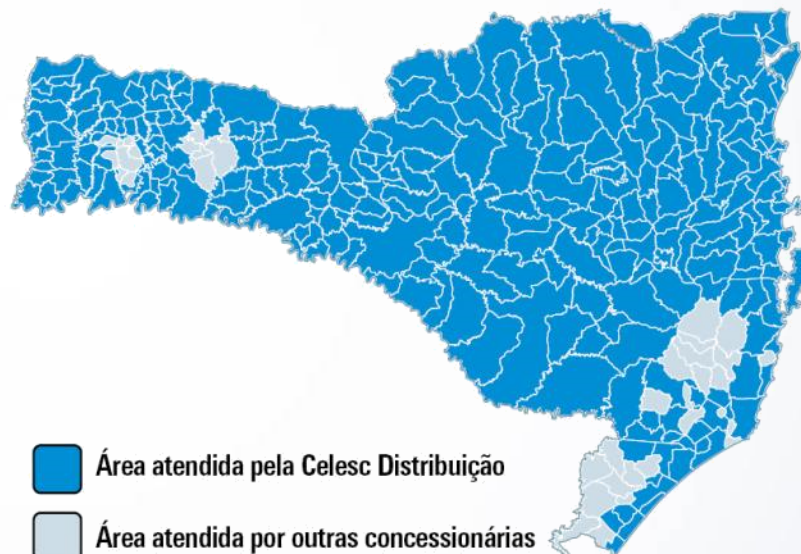 Área atendida pela Celesc Distribuição
Área atendida por outras concessionárias